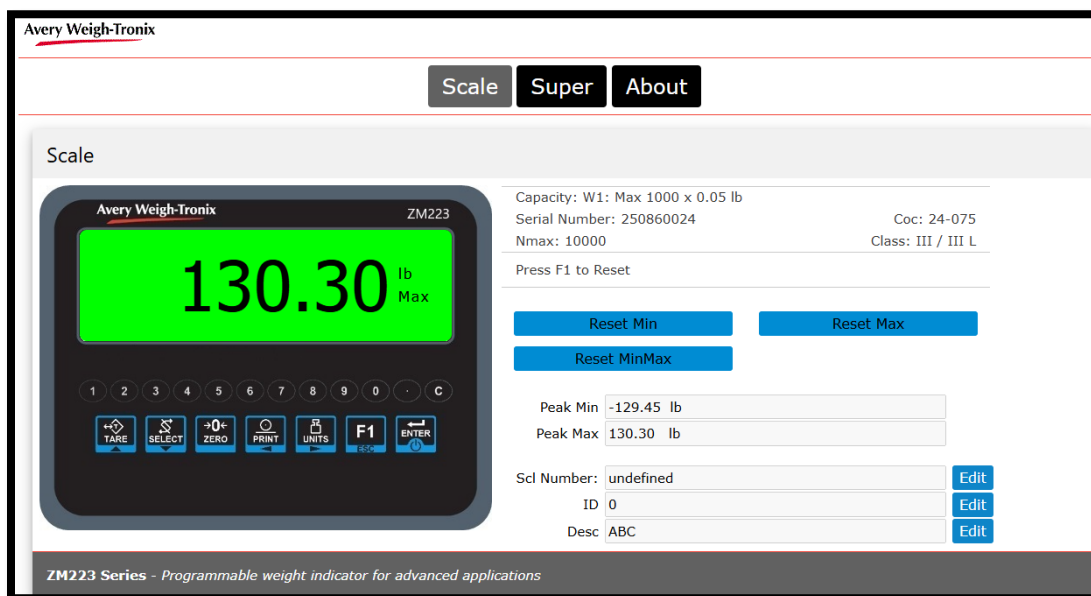 Avery Weigh-Tronix
Scale Super About
Scale
Avery Weigh-Tronix ZM223
130.30 lb
Max
1 2 3 4 5 6 7 8 9 0 · C
TARE SELECT →0← ZERO PRINT UNITS F1 ESC ENTER
Capacity: W1: Max 1000 x 0.05 lb
Serial Number: 250860024 Coc: 24-075
Nmax: 10000 Class: III / III L
Press F1 to Reset
Reset Min Reset Max
Reset MinMax
Peak Min -129.45 lb
Peak Max 130.30 lb
Scl Number: undefined Edit
ID 0 Edit
Desc ABC Edit
ZM223 Series - Programmable weight indicator for advanced applications